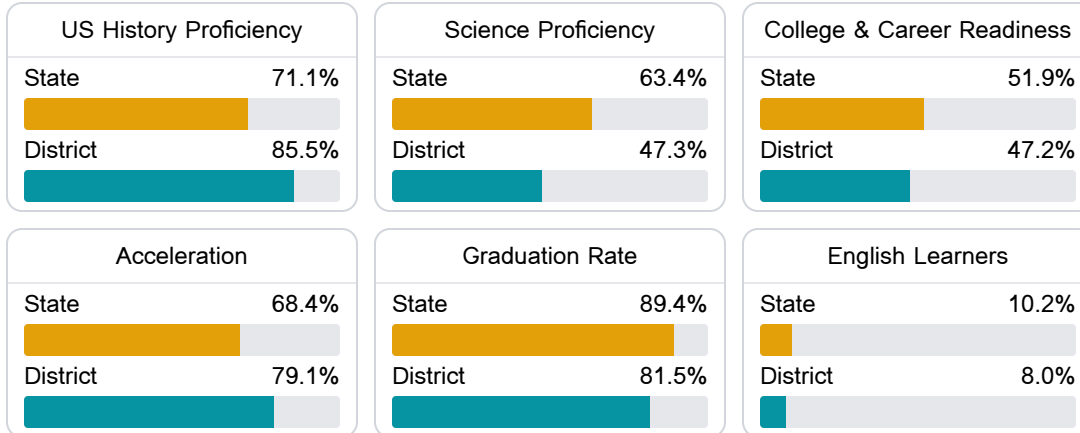 US History Proficiency
State 71.1%
District 85.5%
Science Proficiency
State 63.4%
District 47.3%
College & Career Readiness
State 51.9%
District 47.2%
Acceleration
State 68.4%
District 79.1%
Graduation Rate
State 89.4%
District 81.5%
English Learners
State 10.2%
District 8.0%